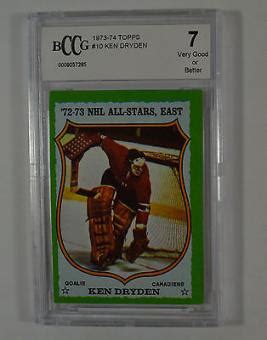 BCCG
0009057285
1973-74 TOPPS
#10 KEN DRYDEN
7
Very Good
or
Better
'72-73 NHL ALL-STARS, EAST
GOALIE
CANADIENS
KEN DRYDEN